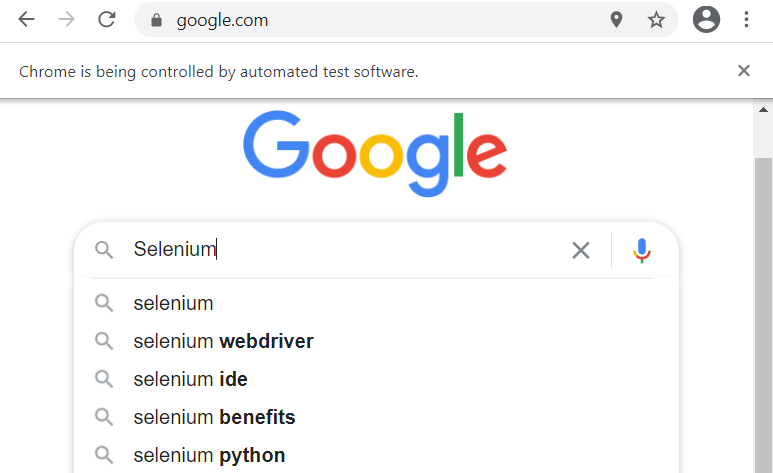 google.com
Chrome is being controlled by automated test software.
Google
Selenium
selenium
selenium webdriver
selenium ide
selenium benefits
selenium python